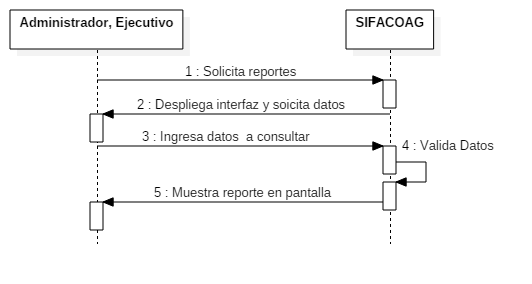 Administrador, Ejecutivo
SIFACOAG
1 : Solicita reportes
2 : Despliega interfaz y soicita datos
3 : Ingresa datos  a consultar
4 : Valida Datos
5 : Muestra reporte en pantalla